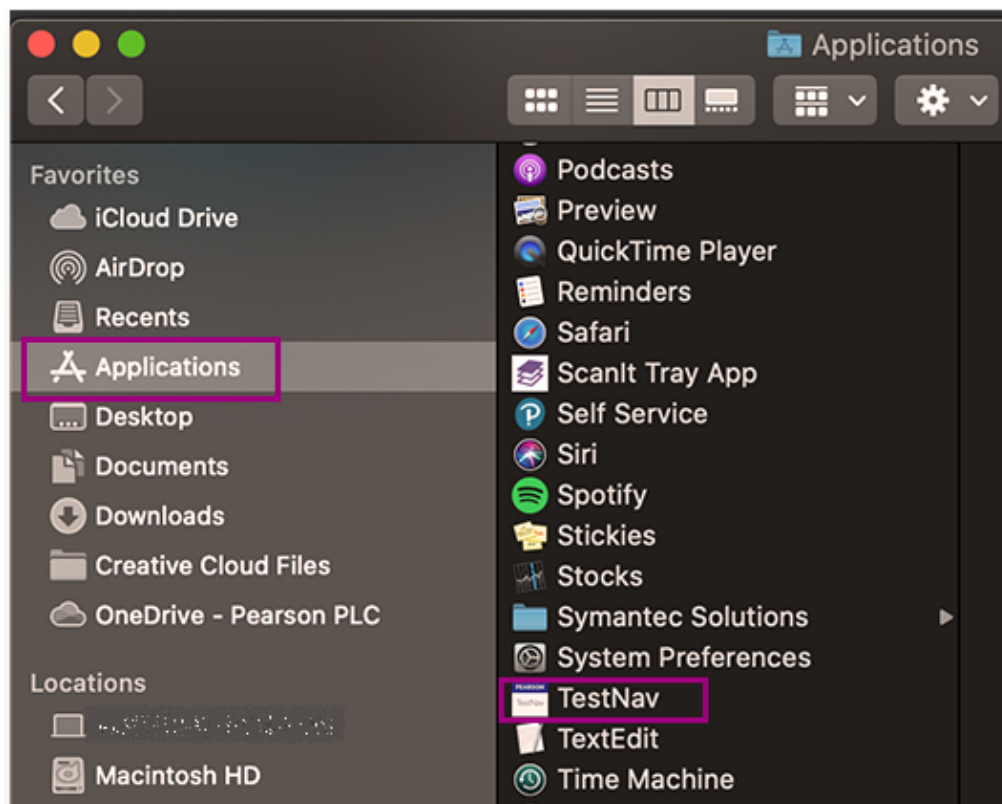 Applications
Favorites
iCloud Drive
AirDrop
Recents
Applications
Desktop
Documents
Downloads
Creative Cloud Files
OneDrive - Pearson PLC
Locations
Macintosh HD
Podcasts
Preview
QuickTime Player
Reminders
Safari
ScanIt Tray App
Self Service
Siri
Spotify
Stickies
Stocks
Symantec Solutions
System Preferences
PEARSON
TestNav
TestNav
TextEdit
Time Machine